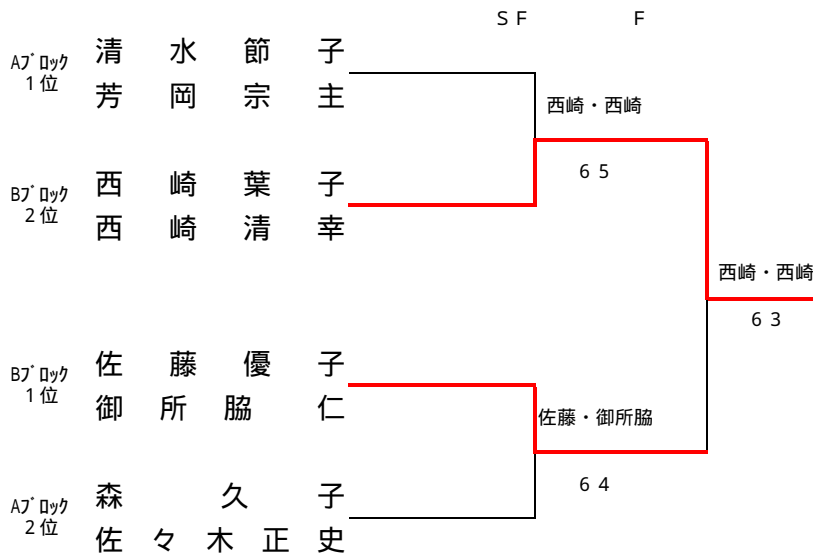 ＳＦ　Ｆ
Aﾌﾞﾛｯｸ
１位
清水節子
芳岡宗主
西崎・西崎
６５
Bﾌﾞﾛｯｸ
２位
西崎葉子
西崎清幸
西崎・西崎
６３
Bﾌﾞﾛｯｸ
１位
佐藤優子
御所脇仁
佐藤・御所脇
６４
Aﾌﾞﾛｯｸ
２位
森久子
佐々木正史